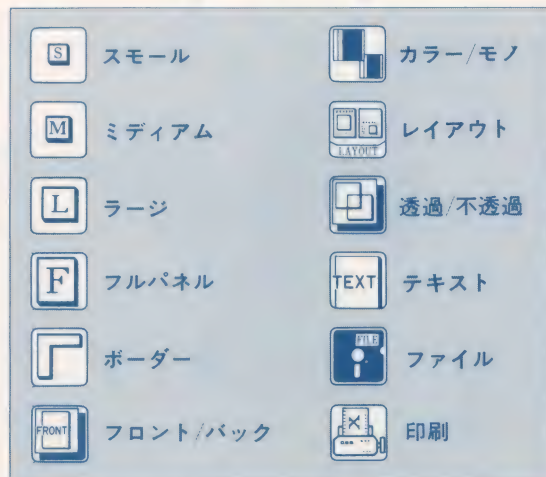 S スモール
M ミディアム
L ラージ
F フルパネル
ボーダー
FRONT フロント/バック
カラー/モノ
LAYOUT レイアウト
透過/不透過
TEXT テキスト
FILE ファイル
印刷